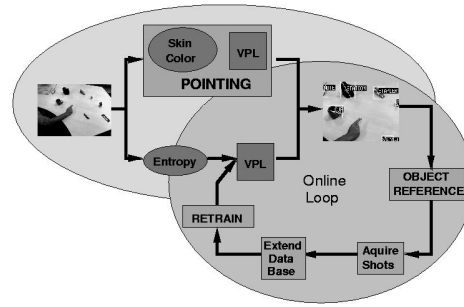 Skin
Color
VPL
POINTING
Entropy
VPL
Online
Loop
OBJECT
REFERENCE
RETRAIN
Extend
Data
Base
Aquire
Shots